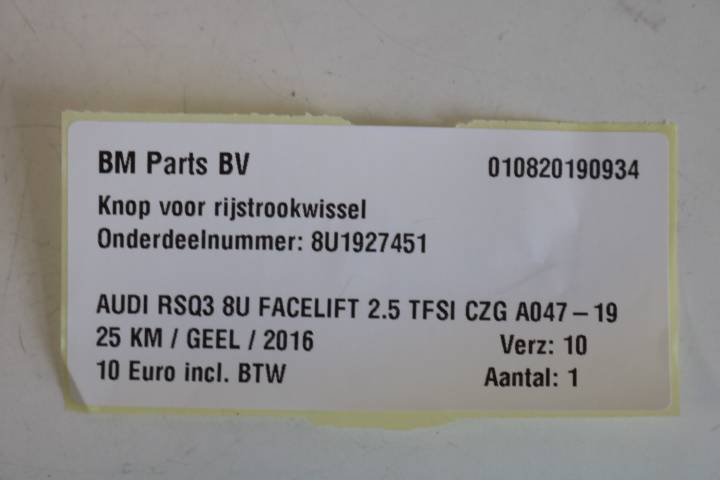 BM Parts BV 010820190934
Knop voor rijstrookwissel
Onderdeelnummer: 8U1927451
AUDI RSQ3 8U FACELIFT 2.5 TFSI CZG A047-19
25 KM / GEEL / 2016 Verz: 10
10 Euro incl. BTW Aantal: 1